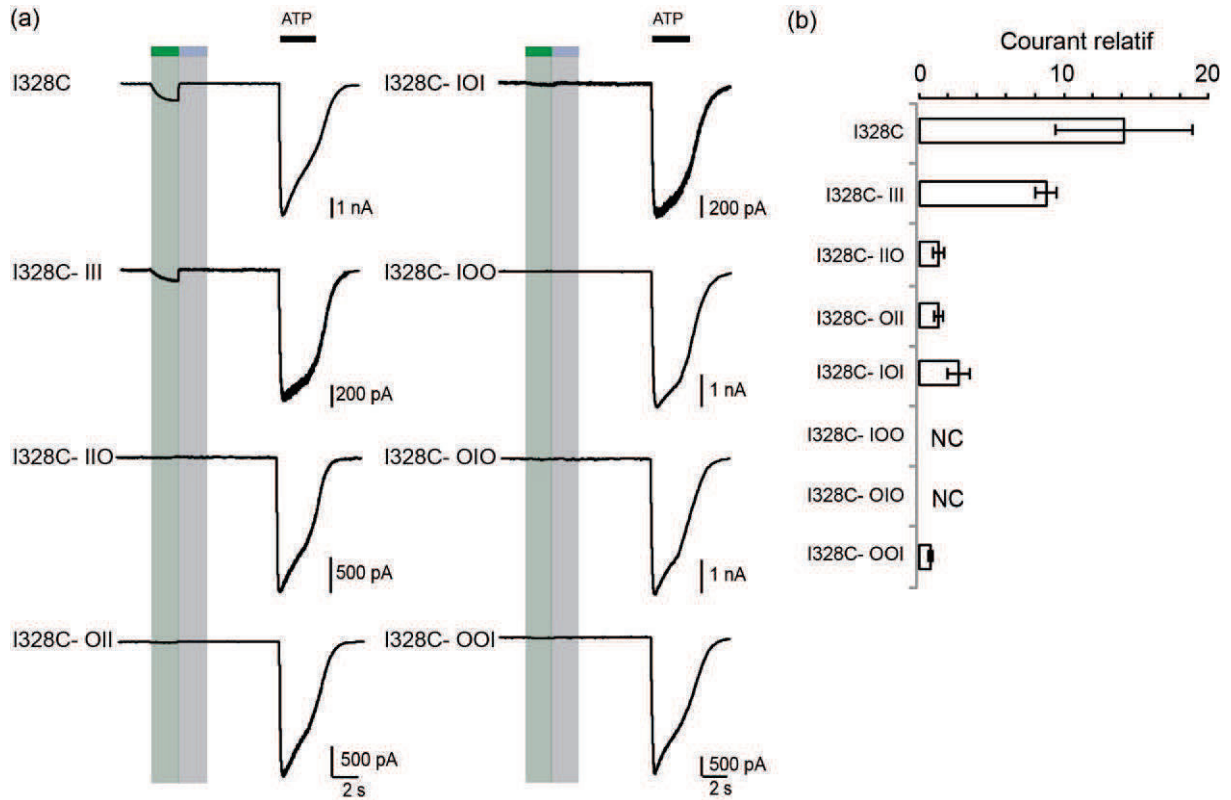 (a)
ATP
I328C
1 nA
I328C- III
200 pA
I328C- IIO
500 pA
I328C- OII
500 pA
2 s
ATP
I328C- IOI
200 pA
I328C- IOO
1 nA
I328C- OIO
1 nA
I328C- OOI
500 pA
2 s
(b)
Courant relatif
0 10 20
I328C
I328C- III
I328C- IIO
I328C- OII
I328C- IOI
I328C- IOO NC
I328C- OIO NC
I328C- OOI